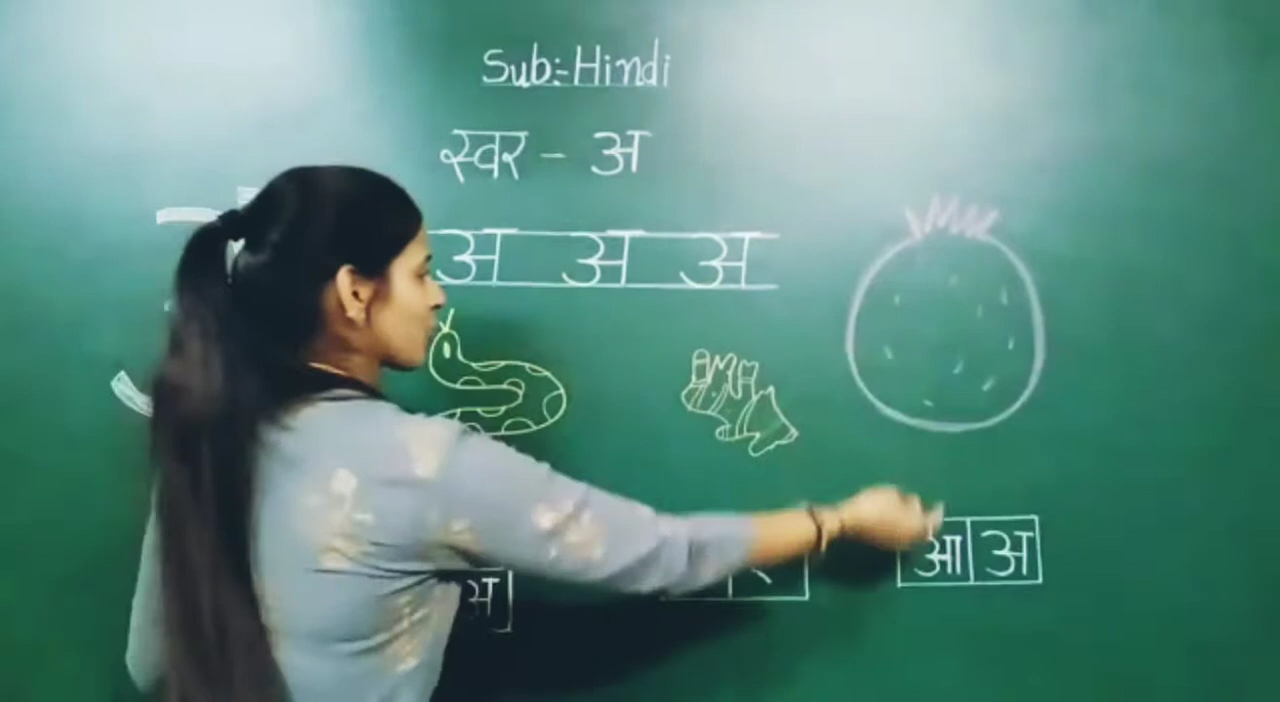 Sub:- Hindi
स्वर - अ
अ अ अ
अ
आ अ